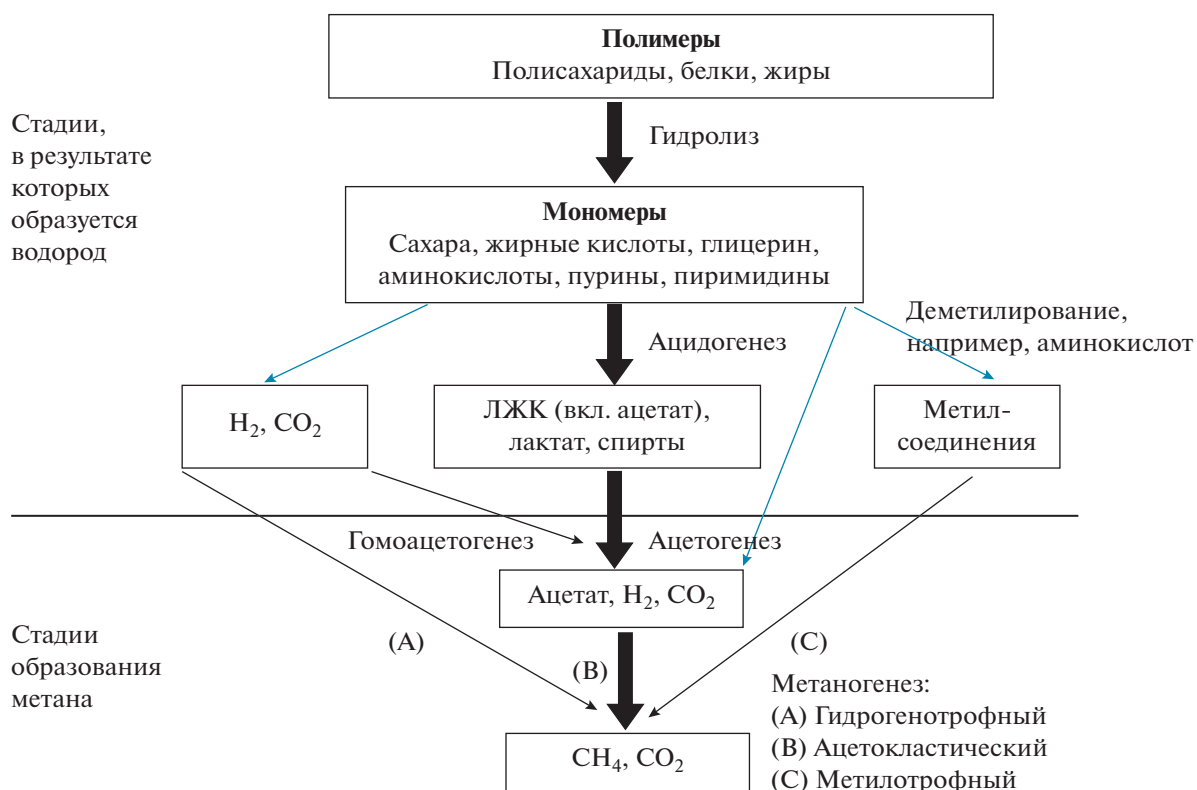 Полимеры
Полисахариды, белки, жиры
Стадии,
в результате
которых
образуется
водород
Гидролиз
Мономеры
Сахара, жирные кислоты, глицерин,
аминокислоты, пурины, пиримидины
Ацидогенез
Деметилирование,
например, аминокислот
H₂, CO₂
ЛЖК (вкл. ацетат),
лактат, спирты
Метил-
соединения
Гомоацетогенез
Ацетогенез
Ацетат, H₂, CO₂
Стадии
образования
метана
(A)
(B)
(C)
Метаногенез:
(A) Гидрогенотрофный
(B) Ацетокластический
(C) Метилотрофный
CH₄, CO₂